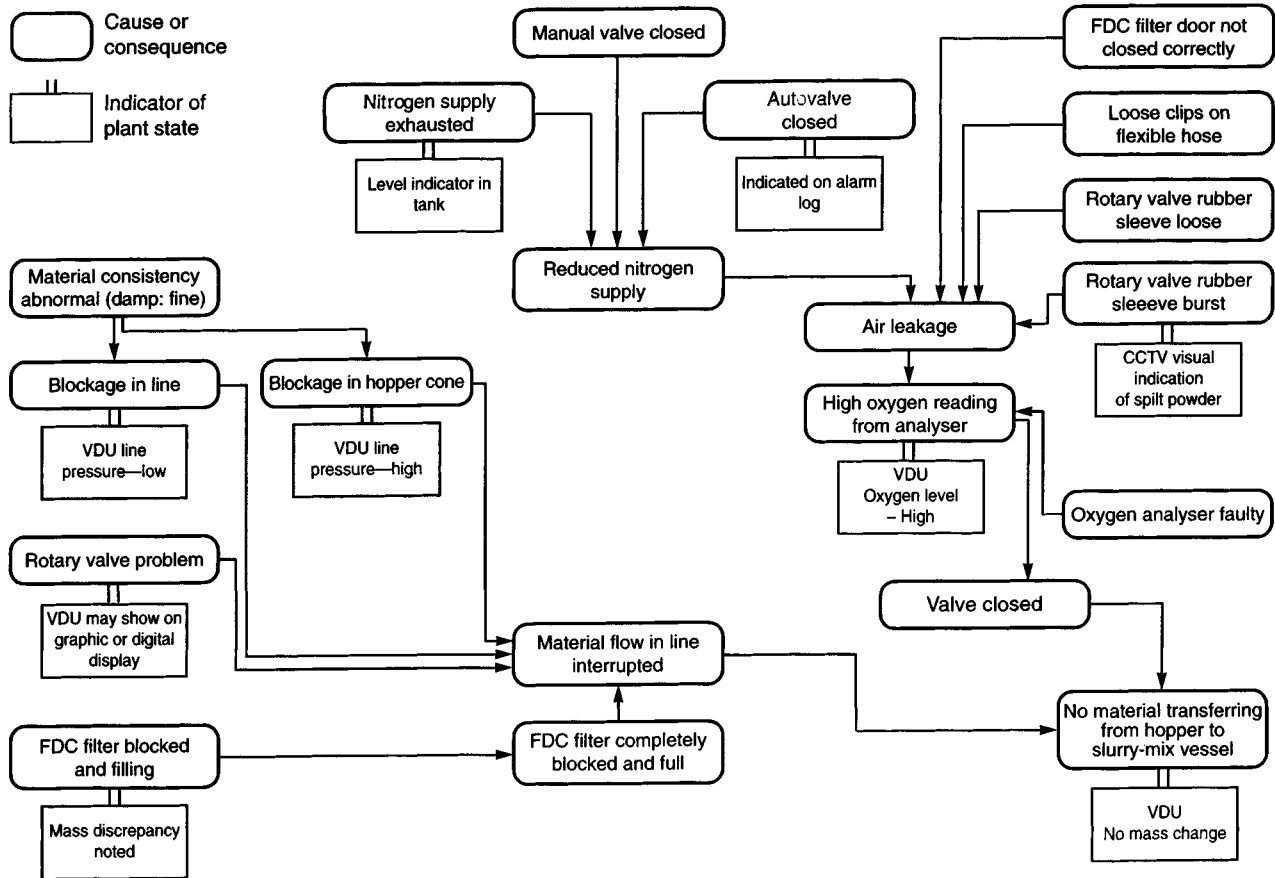 Cause or
consequence
Indicator of
plant state
Manual valve closed
Nitrogen supply
exhausted
Level indicator in
tank
Autovalve
closed
Indicated on alarm
log
FDC filter door not
closed correctly
Loose clips on
flexible hose
Rotary valve rubber
sleeve loose
Rotary valve rubber
sleeeve burst
CCTV visual
indication
of spilt powder
Reduced nitrogen
supply
Air leakage
Material consistency
abnormal (damp: fine)
Blockage in line
VDU line
pressure—low
Blockage in hopper cone
VDU line
pressure—high
High oxygen reading
from analyser
VDU
Oxygen level
– High
Oxygen analyser faulty
Rotary valve problem
VDU may show on
graphic or digital
display
Valve closed
Material flow in line
interrupted
FDC filter blocked
and filling
Mass discrepancy
noted
FDC filter completely
blocked and full
No material transferring
from hopper to
slurry-mix vessel
VDU
No mass change